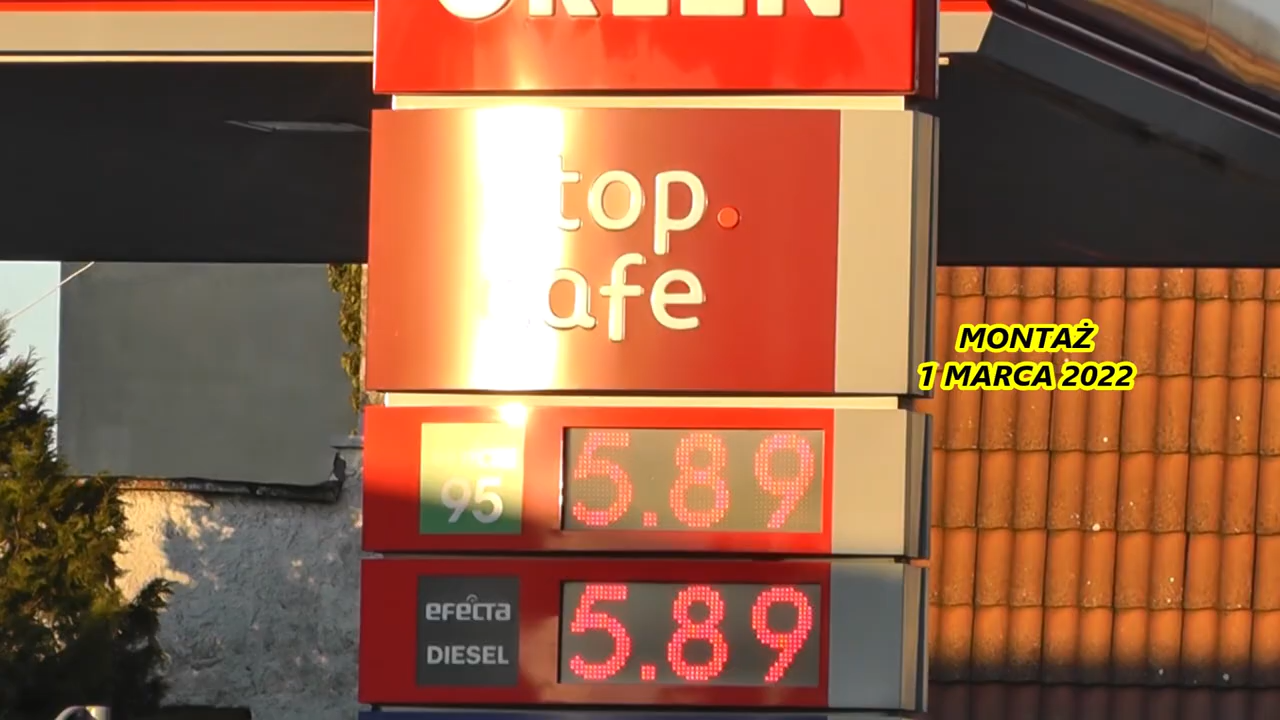 top.
afe
MONTAŻ
1 MARCA 2022
95
5.89
efecta
DIESEL
5.89